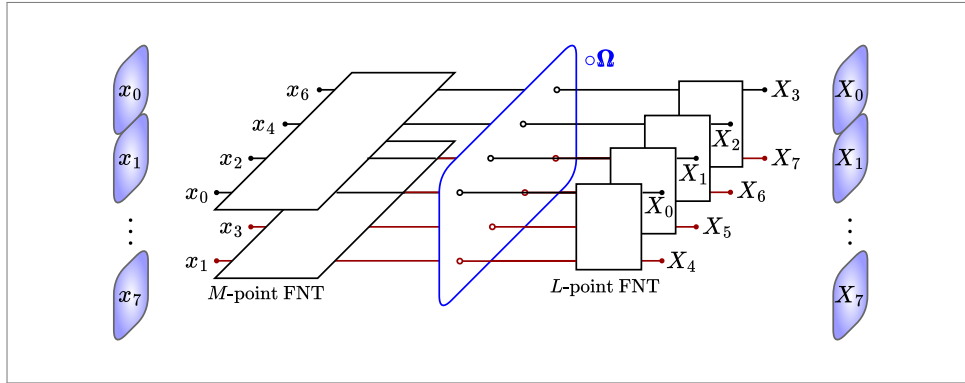 ∘Ω
x₀
x₁
⋮
x₇
x₆
x₄
x₂
x₀
x₃
x₁
M-point FNT
L-point FNT
X₃
X₂
X₇
X₁
X₆
X₀
X₅
X₄
X₀
X₁
⋮
X₇